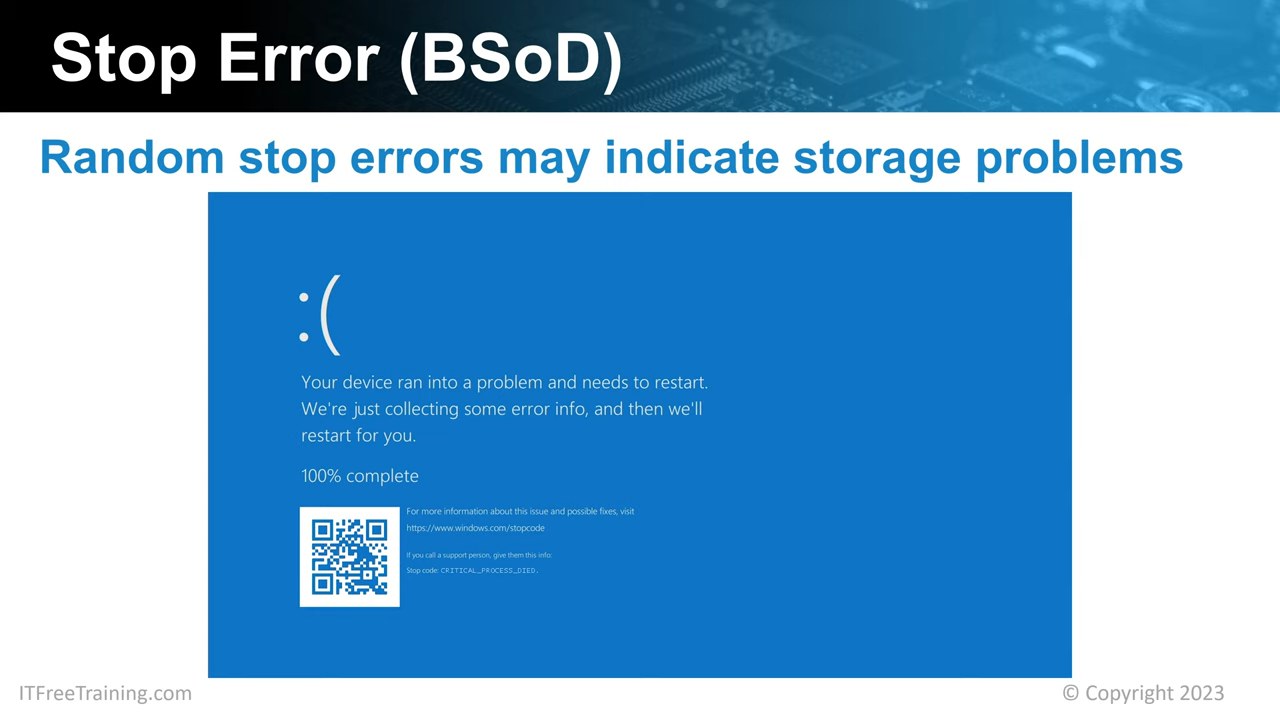 Stop Error (BSoD)
Random stop errors may indicate storage problems
:(
Your device ran into a problem and needs to restart.
We're just collecting some error info, and then we'll
restart for you.
100% complete
For more information about this issue and possible fixes, visit
https://www.windows.com/stopcode
If you call a support person, give them this info:
Stop code: CRITICAL_PROCESS_DIED.
ITFreeTraining.com
© Copyright 2023